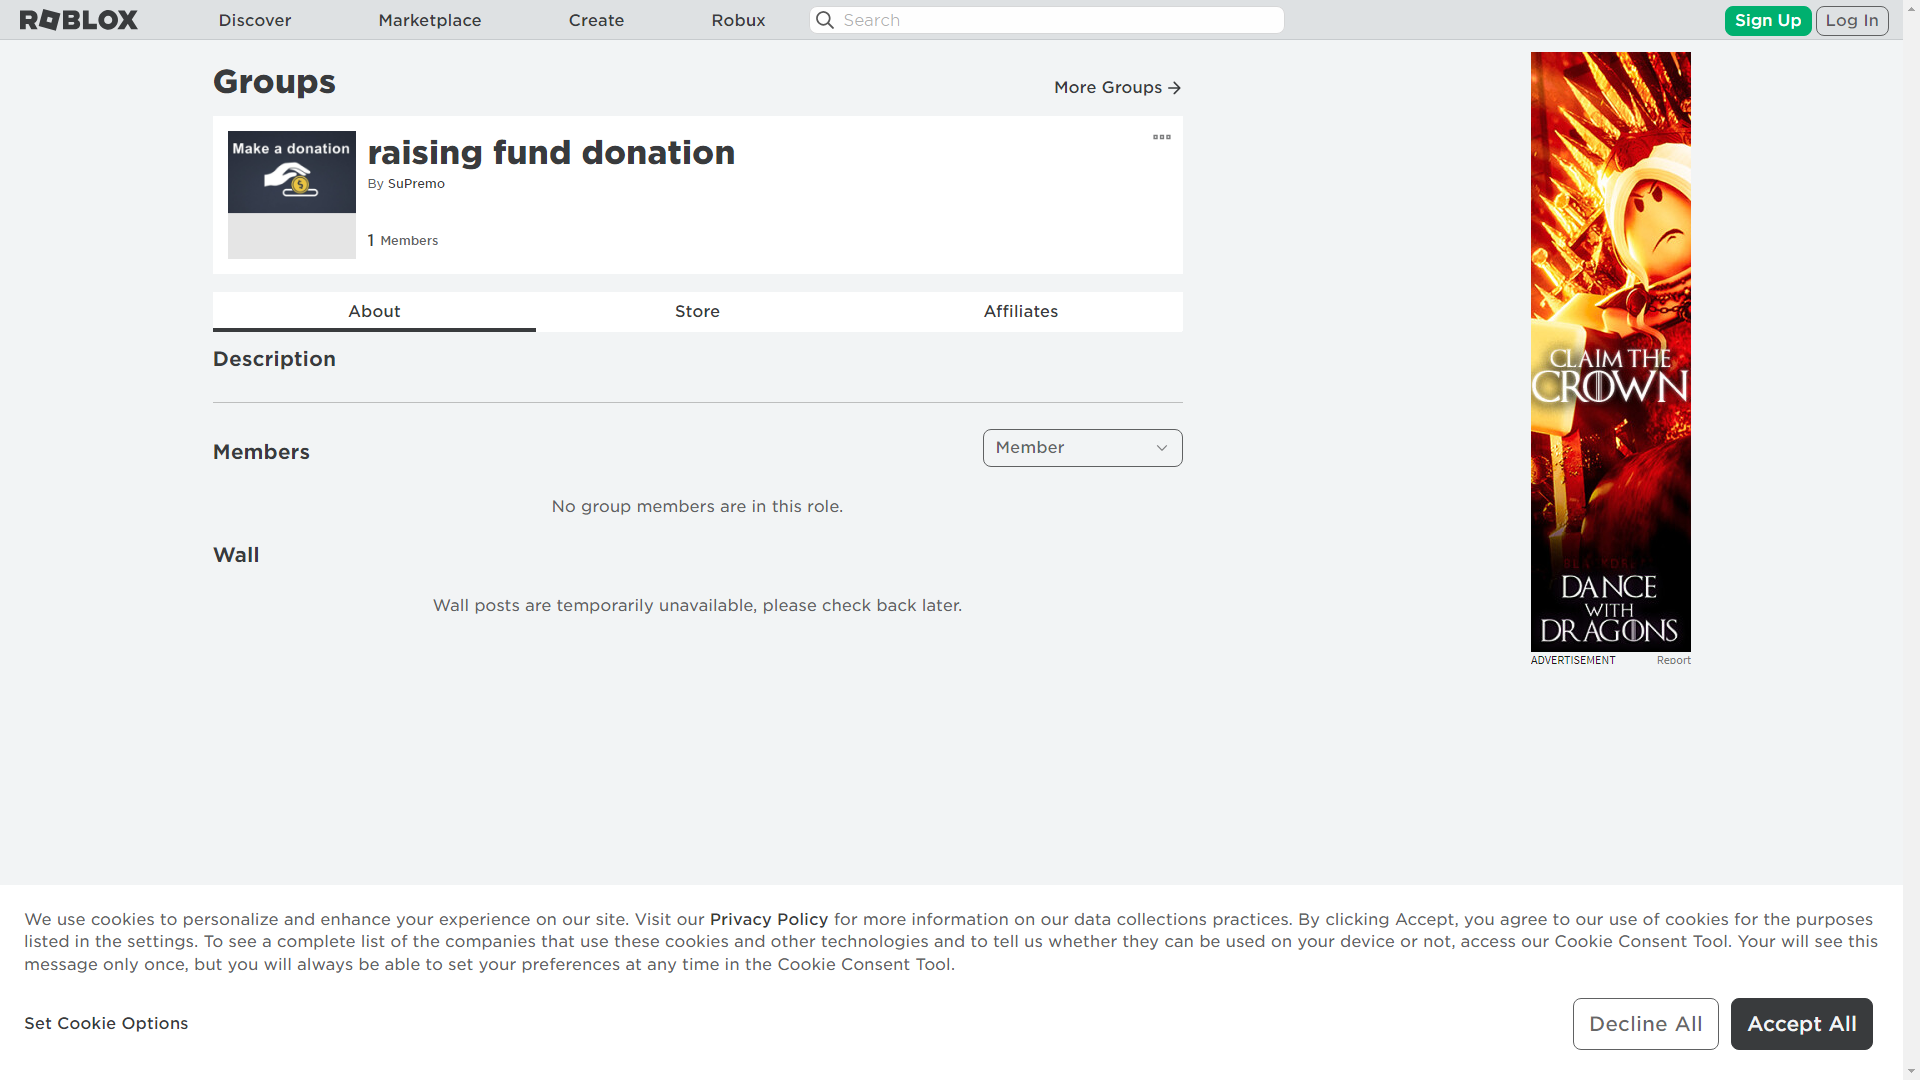 ROBLOX
Discover
Marketplace
Create
Robux
Search
Sign Up
Log In
Groups
More Groups
Make a donation
raising fund donation
By SuPremo
1 Members
About
Store
Affiliates
Description
Members
Member
No group members are in this role.
Wall
Wall posts are temporarily unavailable, please check back later.
CLAIM THE
CROWN
DANCE
WITH
DRAGONS
ADVERTISEMENT
Report
We use cookies to personalize and enhance your experience on our site. Visit our Privacy Policy for more information on our data collections practices. By clicking Accept, you agree to our use of cookies for the purposes
listed in the settings. To see a complete list of the companies that use these cookies and other technologies and to tell us whether they can be used on your device or not, access our Cookie Consent Tool. Your will see this
message only once, but you will always be able to set your preferences at any time in the Cookie Consent Tool.
Set Cookie Options
Decline All
Accept All